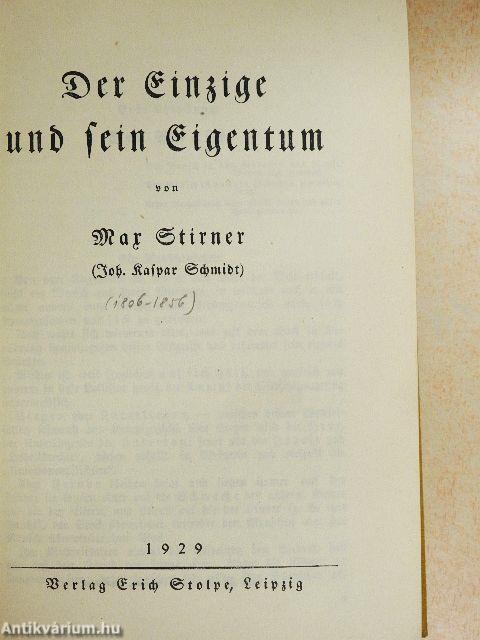 Der Einzige
und sein Eigentum
von
Max Stirner
(Joh. Kaspar Schmidt)
(1806-1856)
1929
Verlag Erich Stolpe, Leipzig
Antikvárium.hu